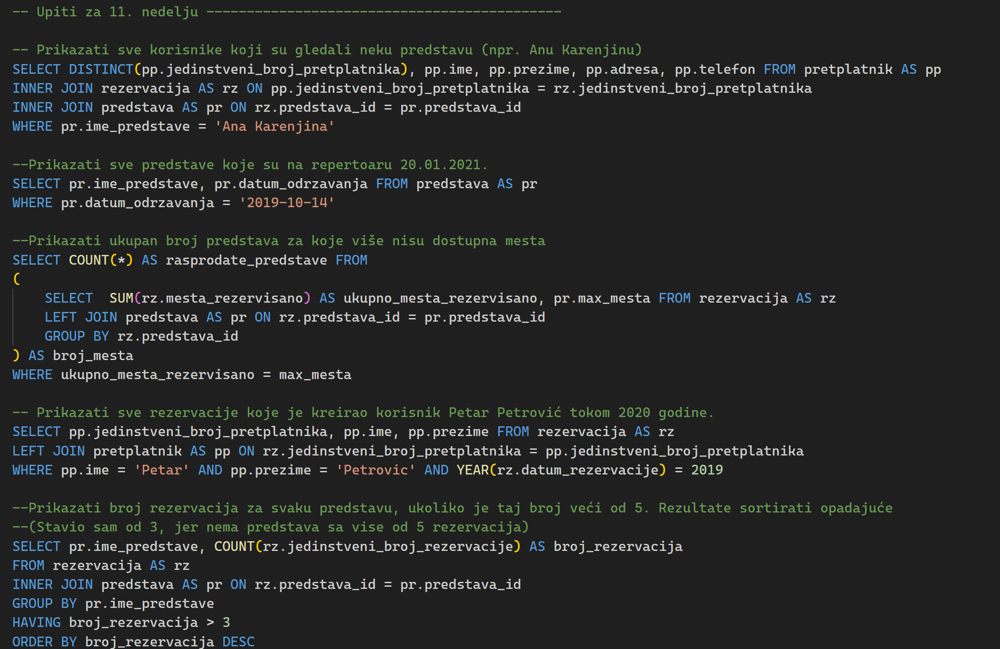 -- Upiti za 11. nedelju --------------------------------------------
-- Prikazati sve korisnike koji su gledali neku predstavu (npr. Anu Karenjinu)
SELECT DISTINCT(pp.jedinstveni_broj_pretplatnika), pp.ime, pp.prezime, pp.adresa, pp.telefon FROM pretplatnik AS pp
INNER JOIN rezervacija AS rz ON pp.jedinstveni_broj_pretplatnika = rz.jedinstveni_broj_pretplatnika
INNER JOIN predstava AS pr ON rz.predstava_id = pr.predstava_id
WHERE pr.ime_predstave = 'Ana Karenjina'
--Prikazati sve predstave koje su na repertoaru 20.01.2021.
SELECT pr.ime_predstave, pr.datum_odrzavanja FROM predstava AS pr
WHERE pr.datum_odrzavanja = '2019-10-14'
--Prikazati ukupan broj predstava za koje više nisu dostupna mesta
SELECT COUNT(*) AS rasprodate_predstave FROM
(
    SELECT  SUM(rz.mesta_rezervisano) AS ukupno_mesta_rezervisano, pr.max_mesta FROM rezervacija AS rz
    LEFT JOIN predstava AS pr ON rz.predstava_id = pr.predstava_id
    GROUP BY rz.predstava_id
) AS broj_mesta
WHERE ukupno_mesta_rezervisano = max_mesta
-- Prikazati sve rezervacije koje je kreirao korisnik Petar Petrović tokom 2020 godine.
SELECT pp.jedinstveni_broj_pretplatnika, pp.ime, pp.prezime FROM rezervacija AS rz
LEFT JOIN pretplatnik AS pp ON rz.jedinstveni_broj_pretplatnika = pp.jedinstveni_broj_pretplatnika
WHERE pp.ime = 'Petar' AND pp.prezime = 'Petrovic' AND YEAR(rz.datum_rezervacije) = 2019
--Prikazati broj rezervacija za svaku predstavu, ukoliko je taj broj veći od 5. Rezultate sortirati opadajuće
--(Stavio sam od 3, jer nema predstava sa vise od 5 rezervacija)
SELECT pr.ime_predstave, COUNT(rz.jedinstveni_broj_rezervacije) AS broj_rezervacija
FROM rezervacija AS rz
INNER JOIN predstava AS pr ON rz.predstava_id = pr.predstava_id
GROUP BY pr.ime_predstave
HAVING broj_rezervacija > 3
ORDER BY broj_rezervacija DESC